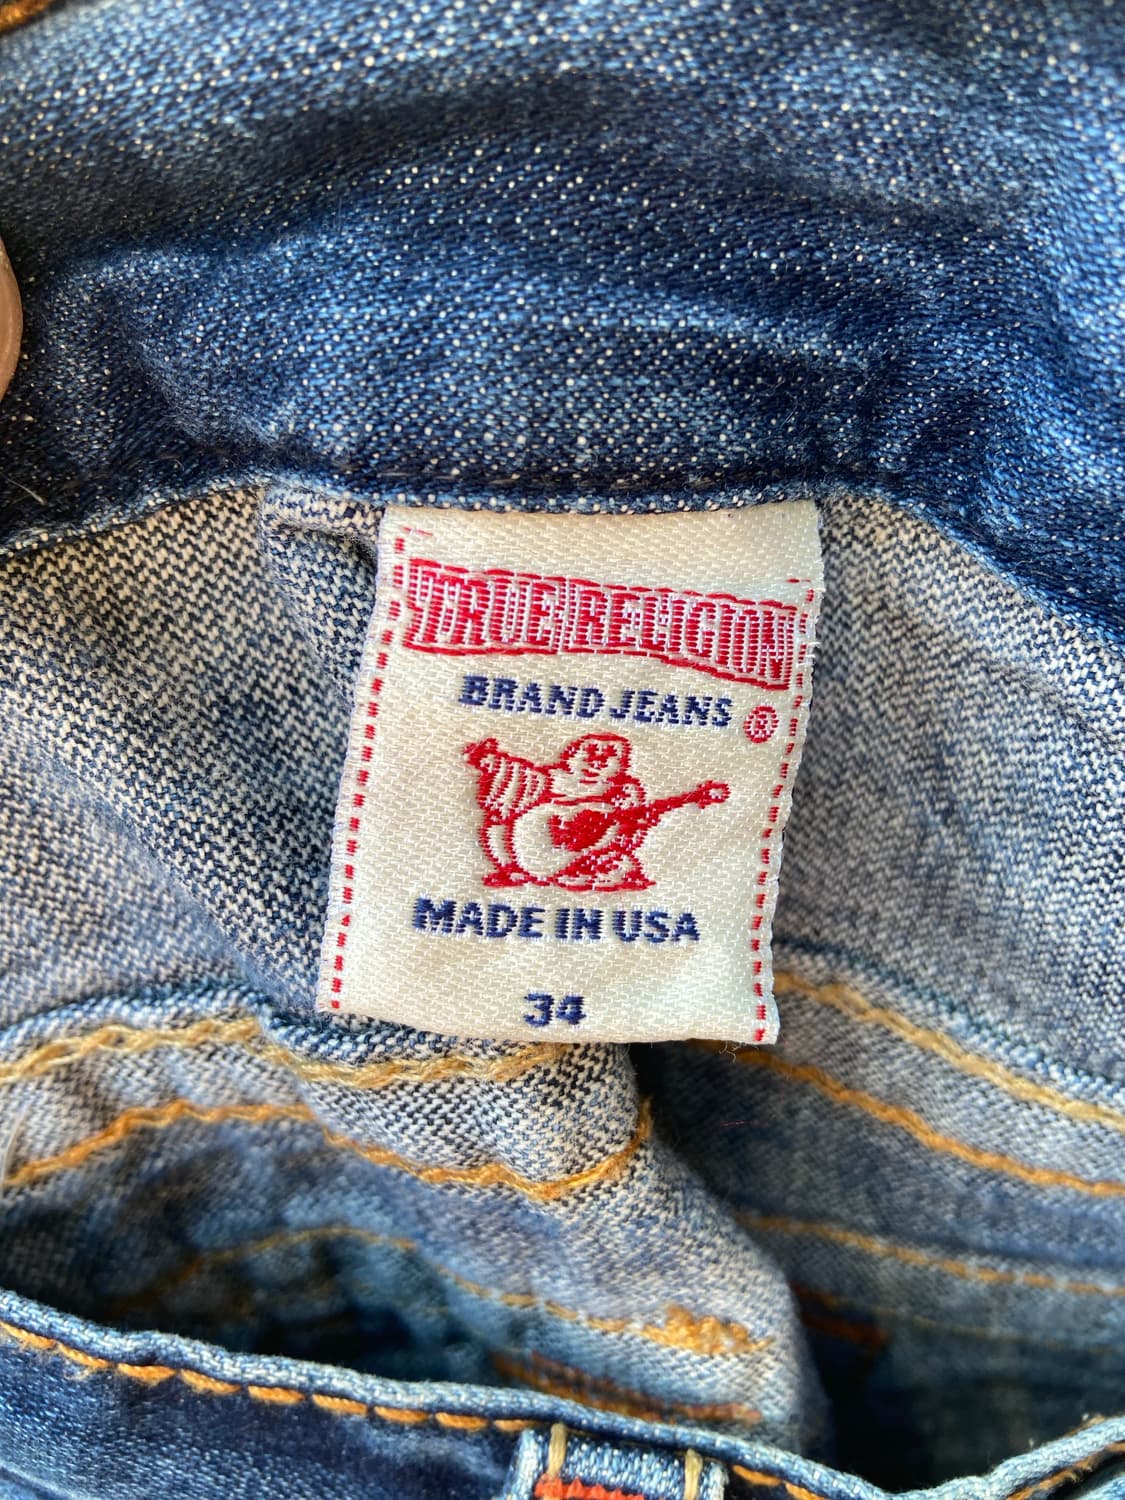 TRUE RELIGION
BRAND JEANS ®
MADE IN USA
34